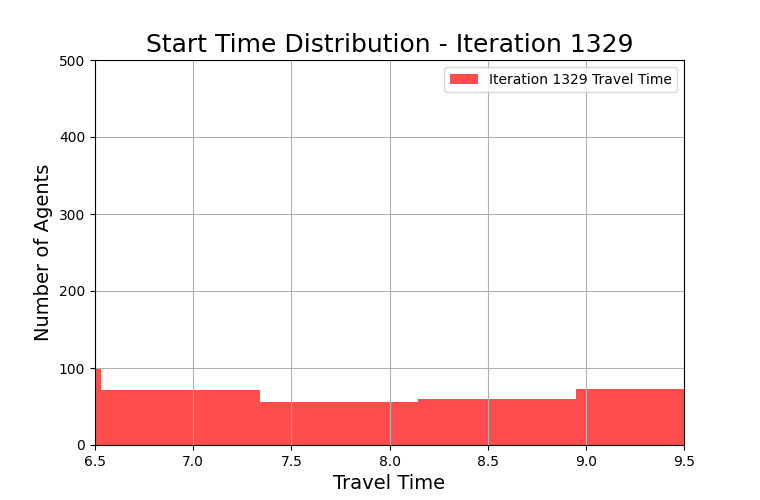 Start Time Distribution - Iteration 1329
Iteration 1329 Travel Time
Number of Agents
500
400
300
200
100
0
6.5 7.0 7.5 8.0 8.5 9.0 9.5
Travel Time